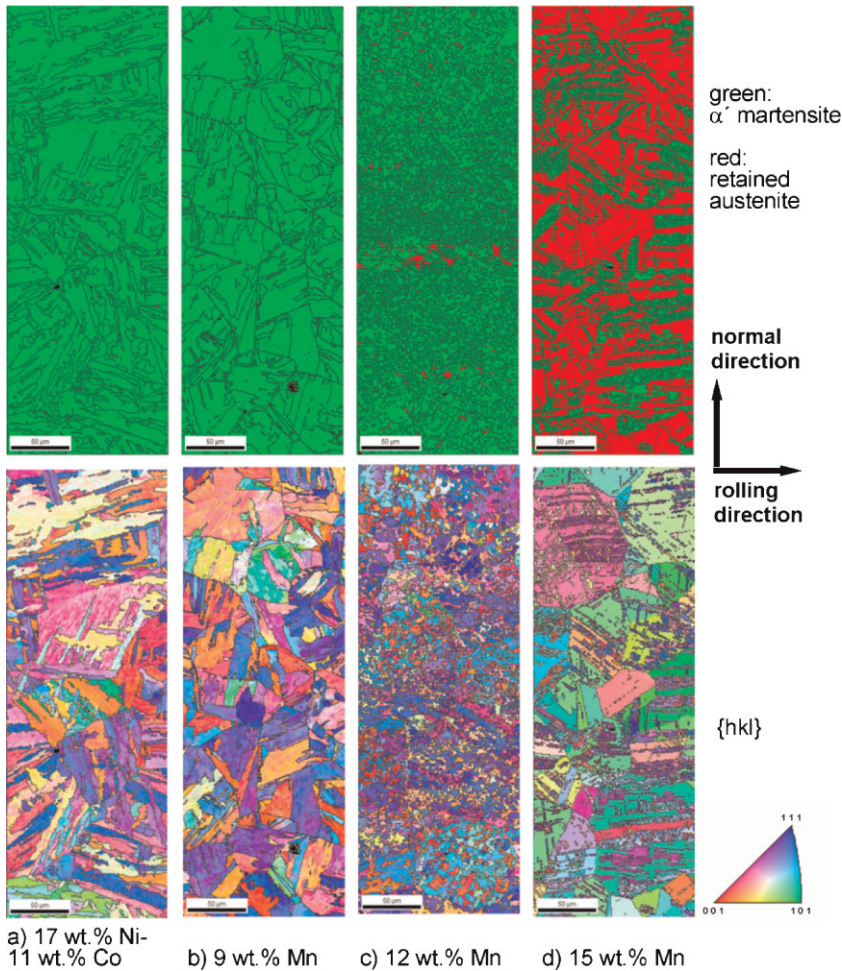 green:
α´ martensite
red:
retained
austenite
normal
direction
rolling
direction
50 µm
50 µm
50 µm
50 µm
{hkl}
111
001
101
50 µm
50 µm
50 µm
50 µm
a) 17 wt.% Ni-
11 wt.% Co
b) 9 wt.% Mn
c) 12 wt.% Mn
d) 15 wt.% Mn